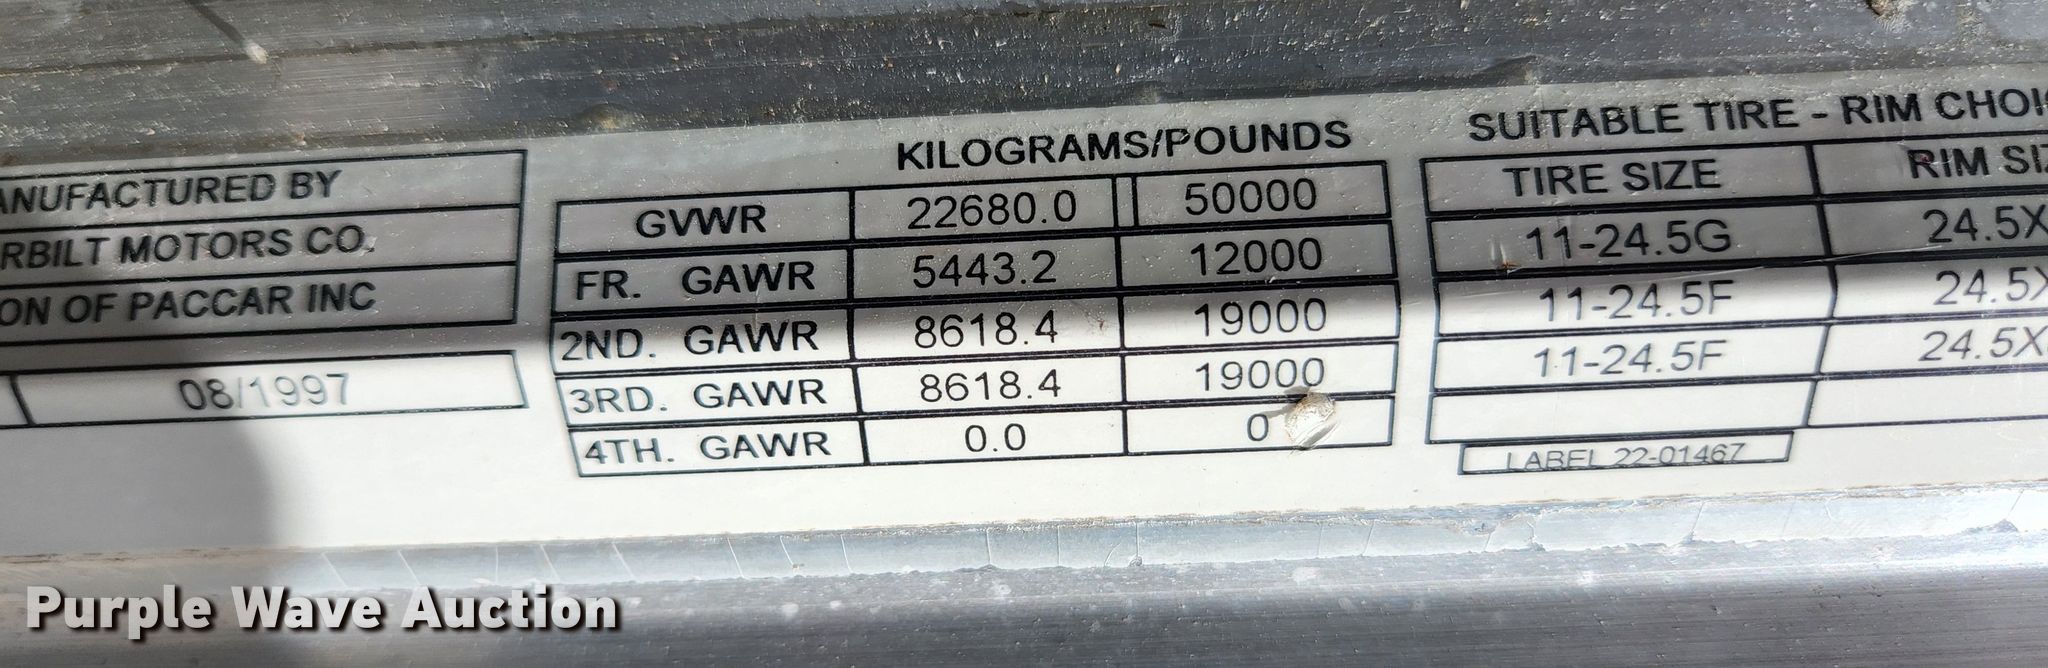 ANUFACTURED BY
RBILT MOTORS CO.
ON OF PACCAR INC
08/1997
KILOGRAMS/POUNDS
GVWR 22680.0 50000
FR. GAWR 5443.2 12000
2ND. GAWR 8618.4 19000
3RD. GAWR 8618.4 19000
4TH. GAWR 0.0 0
SUITABLE TIRE - RIM CHOI
TIRE SIZE RIM SIZ
11-24.5G 24.5X
11-24.5F 24.5X
11-24.5F 24.5X
LABEL 22-01467
Purple Wave Auction